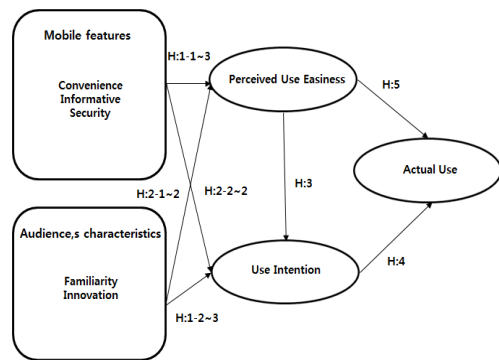 Mobile features
Convenience
Informative
Security
H:1-1~3
Perceived Use Easiness
H:5
Actual Use
H:2-1~2
H:2-2~2
H:3
Audience,s characteristics
Familiarity
Innovation
Use Intention
H:4
H:1-2~3